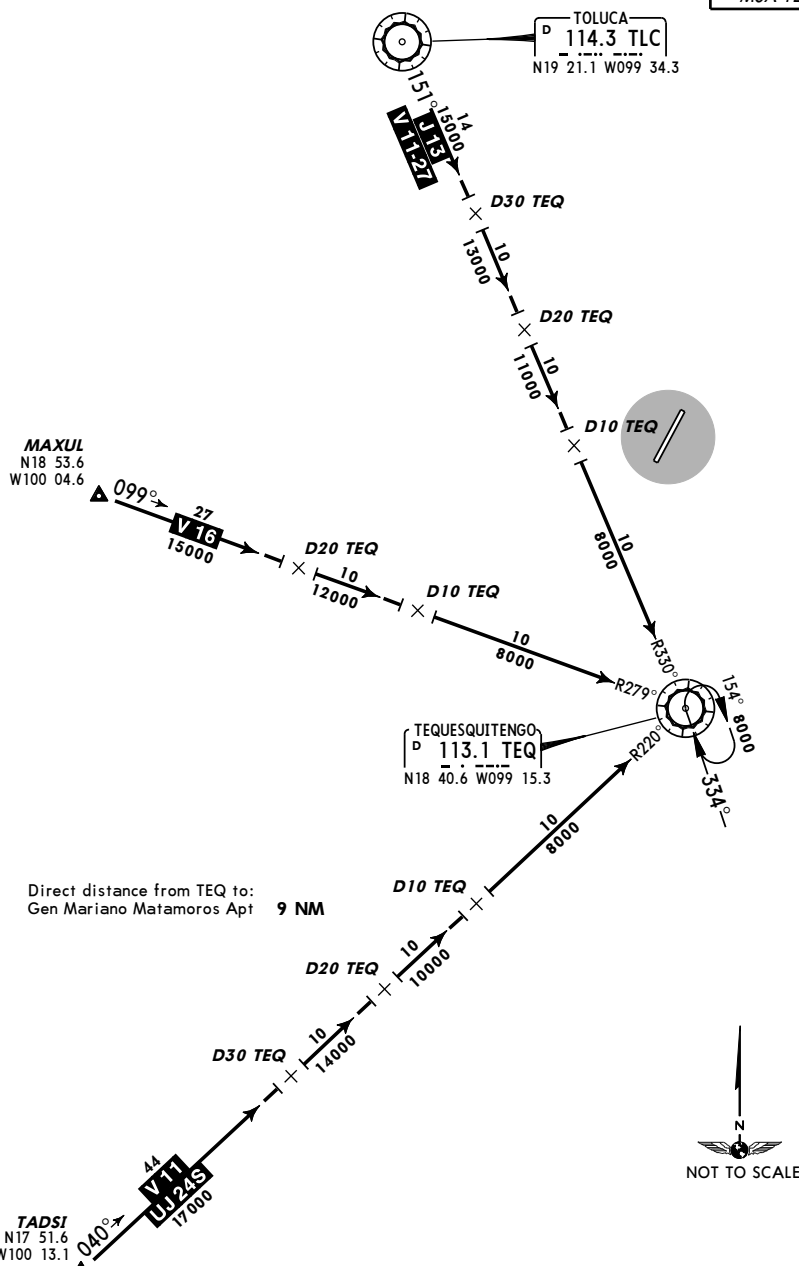 TOLUCA
D 114.3 TLC
N19 21.1 W099 34.3
151°
14
15000
J 13
V 11-27
D30 TEQ
10
13000
D20 TEQ
10
11000
D10 TEQ
10
8000
R330°
MAXUL
N18 53.6
W100 04.6
099°
27
V 16
15000
D20 TEQ
10
12000
D10 TEQ
10
8000
R279°
154°
8000
334°
TEQUESQUITENGO
D 113.1 TEQ
N18 40.6 W099 15.3
R220°
10
8000
D10 TEQ
Direct distance from TEQ to:
Gen Mariano Matamoros Apt 9 NM
10
10000
D20 TEQ
10
14000
D30 TEQ
44
V 11
UJ 24S
17000
040°
TADSI
N17 51.6
W100 13.1
N
NOT TO SCALE